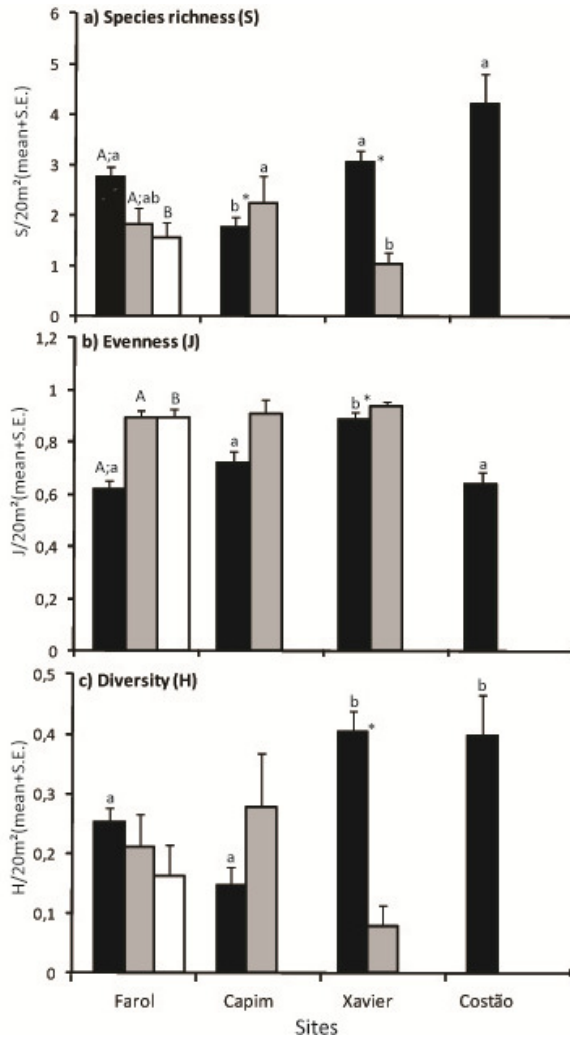 a) Species richness (S)
S/20m²(mean+S.E.)
6
5
4
3
2
1
0
A;a
A;ab
B
b
*
a
a
*
b
a
b) Evenness (J)
J/20m²(mean+S.E.)
1,2
1
0,8
0,6
0,4
0,2
0
A;a
A
B
a
b
*
a
c) Diversity (H)
H/20m²(mean+S.E.)
0,5
0,4
0,3
0,2
0,1
0
a
a
b
*
b
Farol Capim Xavier Costão
Sites